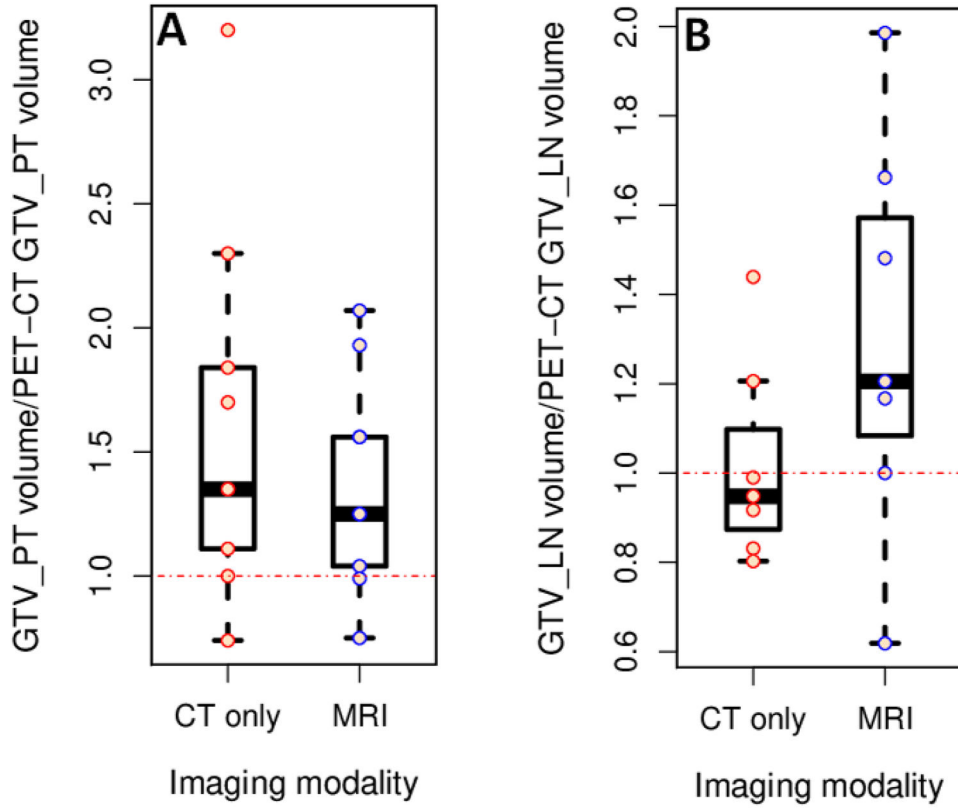 A
GTV_PT volume/PET−CT GTV_PT volume
3.0
2.5
2.0
1.5
1.0
CT only
MRI
Imaging modality
B
GTV_LN volume/PET−CT GTV_LN volume
2.0
1.8
1.6
1.4
1.2
1.0
0.8
0.6
CT only
MRI
Imaging modality